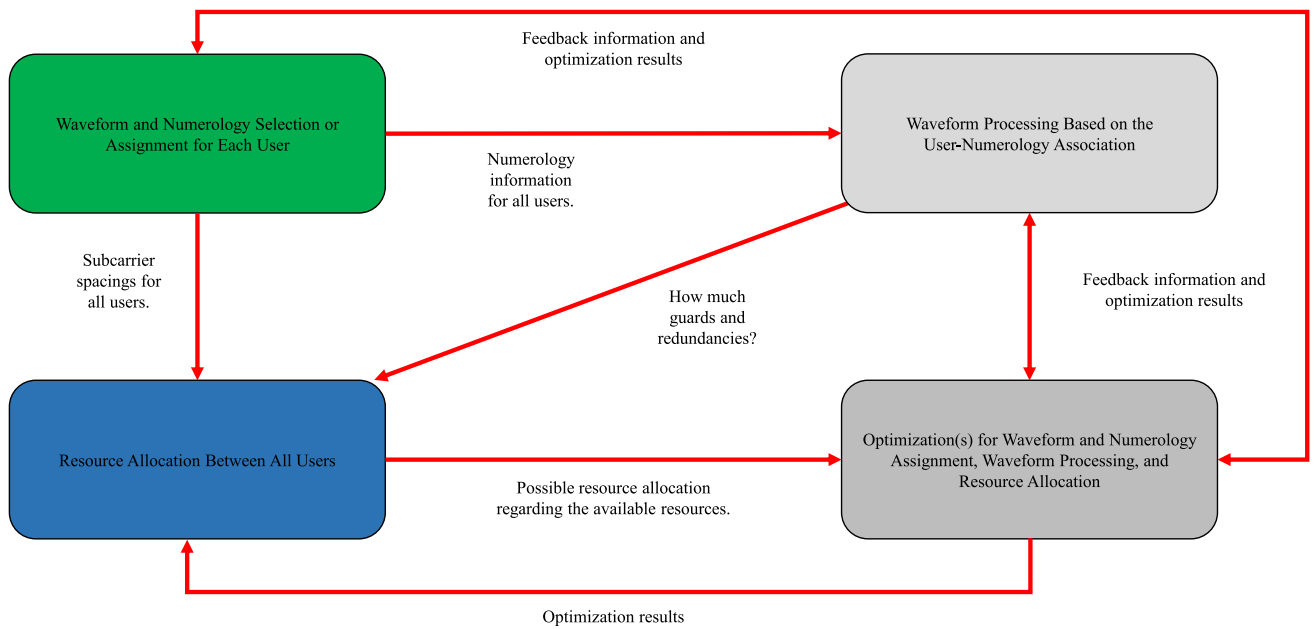 Feedback information and
optimization results
Waveform and Numerology Selection or
Assignment for Each User
Waveform Processing Based on the
User-Numerology Association
Numerology
information
for all users.
Subcarrier
spacings for
all users.
How much
guards and
redundancies?
Feedback information and
optimization results
Resource Allocation Between All Users
Optimization(s) for Waveform and Numerology
Assignment, Waveform Processing, and
Resource Allocation
Possible resource allocation
regarding the available resources.
Optimization results